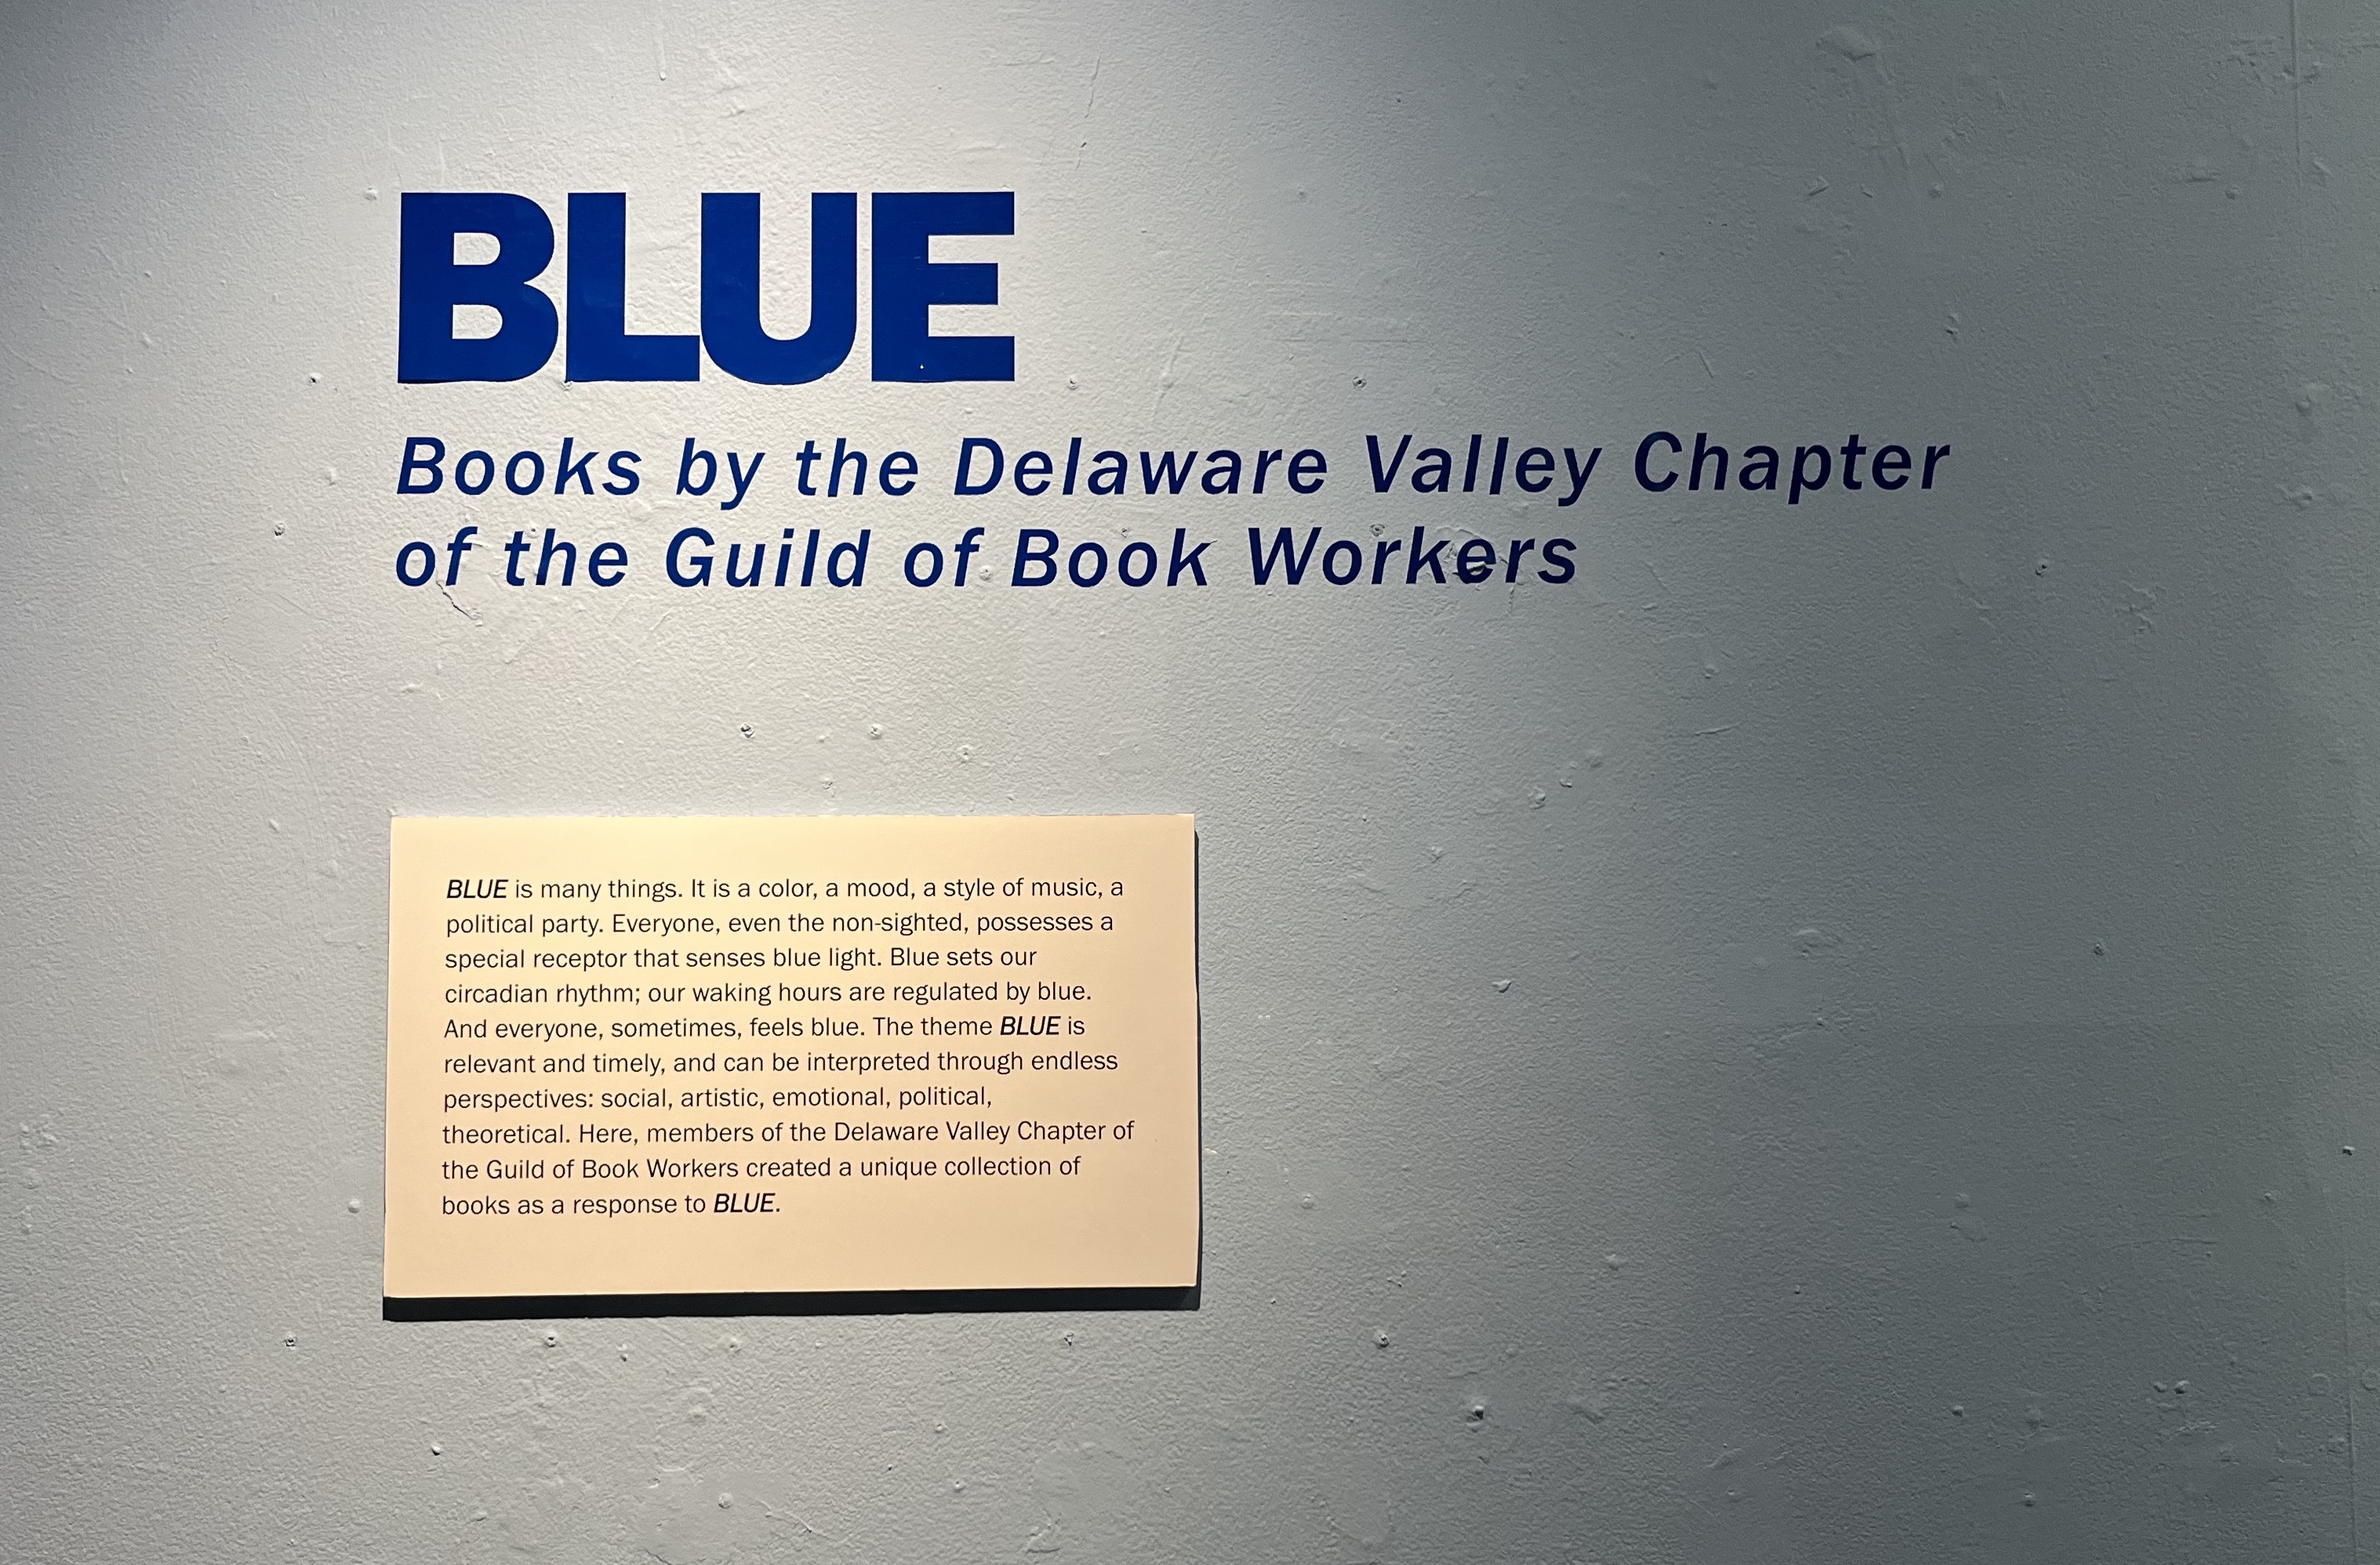 BLUE
Books by the Delaware Valley Chapter
of the Guild of Book Workers
BLUE is many things. It is a color, a mood, a style of music, a
political party. Everyone, even the non-sighted, possesses a
special receptor that senses blue light. Blue sets our
circadian rhythm; our waking hours are regulated by blue.
And everyone, sometimes, feels blue. The theme BLUE is
relevant and timely, and can be interpreted through endless
perspectives: social, artistic, emotional, political,
theoretical. Here, members of the Delaware Valley Chapter of
the Guild of Book Workers created a unique collection of
books as a response to BLUE.